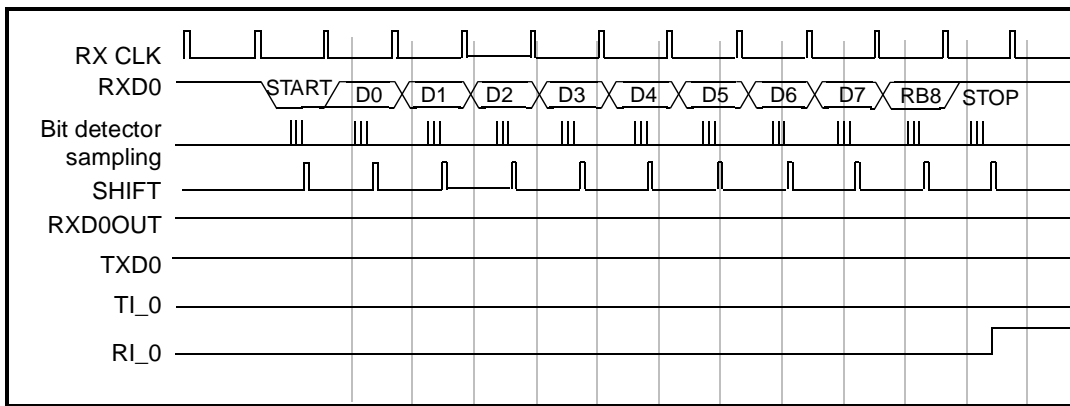 RX CLK
RXD0 START D0 D1 D2 D3 D4 D5 D6 D7 RB8 STOP
Bit detector
sampling
SHIFT
RXD0OUT
TXD0
TI_0
RI_0